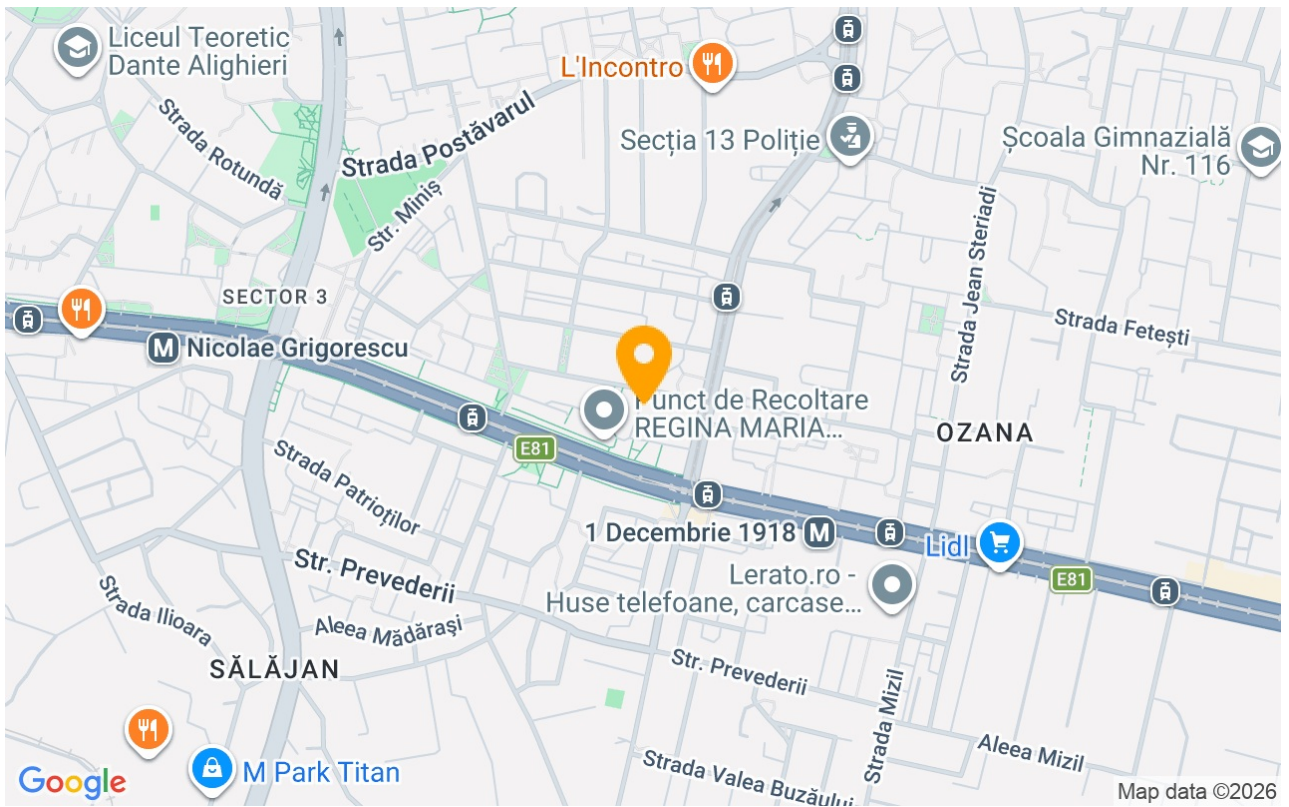 Liceul Teoretic
Dante Alighieri
L'Incontro
Strada Rotundă
Strada Postăvarul
Secția 13 Poliție
Școala Gimnazială
Nr. 116
Str. Miniș
Strada Jean Steriadi
SECTOR 3
Strada Fetești
M Nicolae Grigorescu
Punct de Recoltare
REGINA MARIA...
OZANA
E81
Strada Patrioților
1 Decembrie 1918 M
Lidl
Str. Prevederii
Lerato.ro -
Huse telefoane, carcase...
E81
Strada Ilioara
Aleea Mădărași
SĂLĂJAN
Str. Prevederii
Strada Mizil
Aleea Mizil
M Park Titan
Strada Valea Buzăului
Google
Map data ©2026